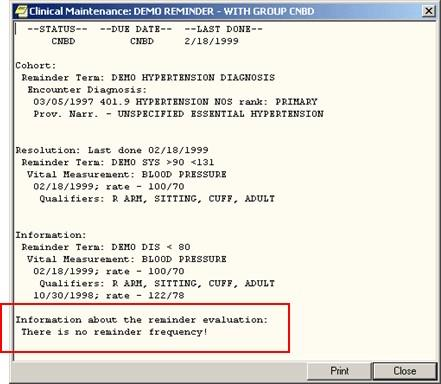 Clinical Maintenance: DEMO REMINDER - WITH GROUP CNBD
--STATUS-- --DUE DATE-- --LAST DONE--
CNBD CNBD 2/18/1999
Cohort:
Reminder Term: DEMO HYPERTENSION DIAGNOSIS
Encounter Diagnosis:
03/05/1997 401.9 HYPERTENSION NOS rank: PRIMARY
Prov. Narr. - UNSPECIFIED ESSENTIAL HYPERTENSION
Resolution: Last done 02/18/1999
Reminder Term: DEMO SYS >90 <131
Vital Measurement: BLOOD PRESSURE
02/18/1999; rate - 100/70
Qualifiers: R ARM, SITTING, CUFF, ADULT
Information:
Reminder Term: DEMO DIS < 80
Vital Measurement: BLOOD PRESSURE
02/18/1999; rate - 100/70
Qualifiers: R ARM, SITTING, CUFF, ADULT
10/30/1998; rate - 122/78
Information about the reminder evaluation:
There is no reminder frequency!
Print Close